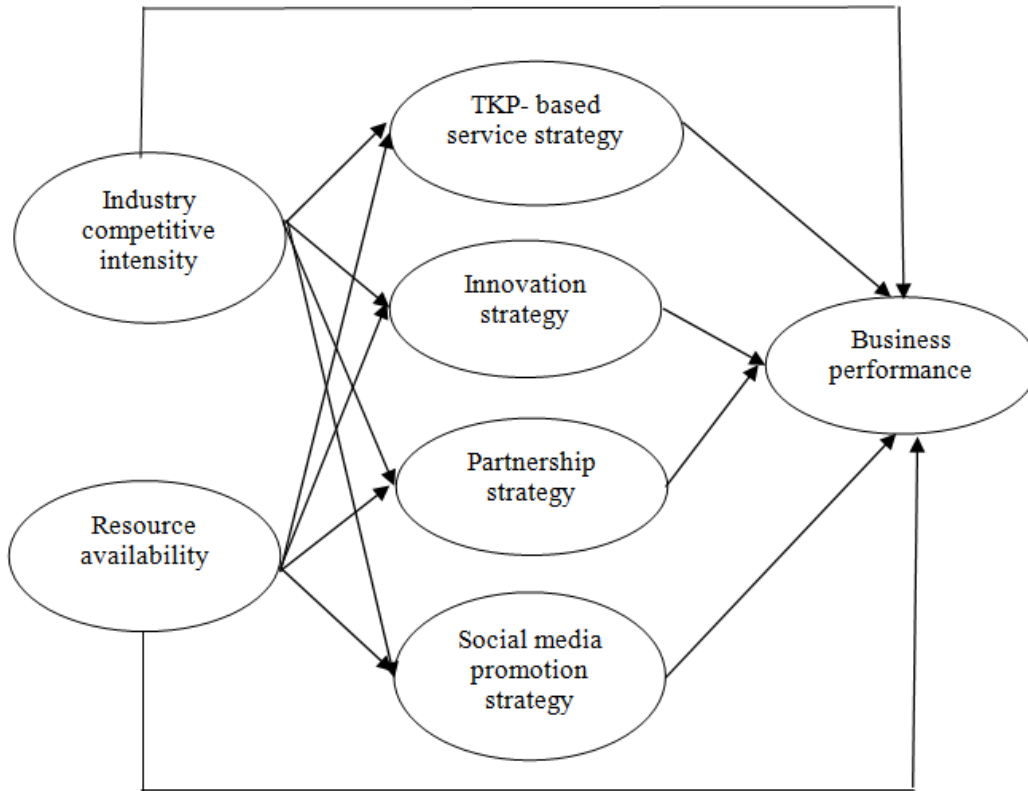 TKP- based
service strategy
Industry
competitive
intensity
Innovation
strategy
Business
performance
Partnership
strategy
Resource
availability
Social media
promotion
strategy